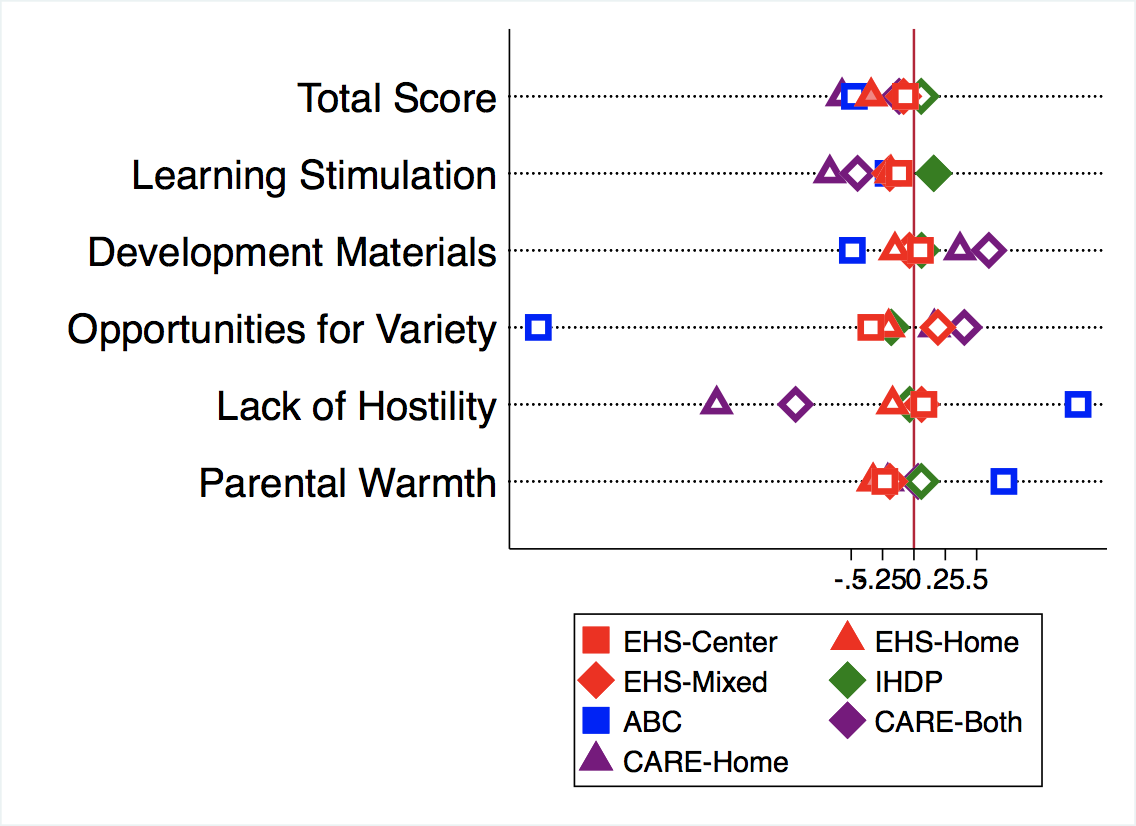 Total Score
Learning Stimulation
Development Materials
Opportunities for Variety
Lack of Hostility
Parental Warmth
-.5-.250 .25.5
EHS-Center EHS-Home
EHS-Mixed IHDP
ABC CARE-Both
CARE-Home